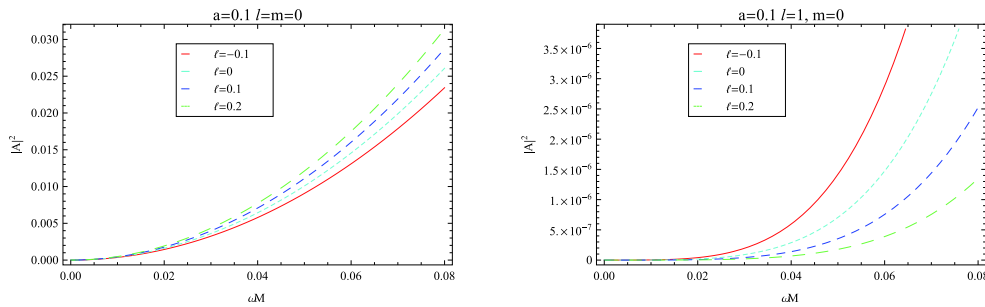 a=0.1 l=m=0
0.030
0.025
0.020
0.015
0.010
0.005
0.000
|A|²
ℓ=−0.1
ℓ=0
ℓ=0.1
ℓ=0.2
0.00 0.02 0.04 0.06 0.08
ωM
a=0.1 l=1, m=0
3.5×10⁻⁶
3.×10⁻⁶
2.5×10⁻⁶
2.×10⁻⁶
1.5×10⁻⁶
1.×10⁻⁶
5.×10⁻⁷
0
|A|²
ℓ=−0.1
ℓ=0
ℓ=0.1
ℓ=0.2
0.00 0.02 0.04 0.06 0.08
ωM